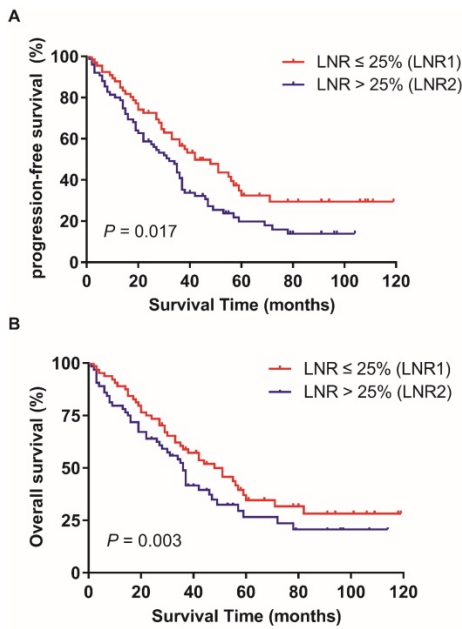 A
progression-free survival (%)
100
80
60
40
20
0
LNR ≤ 25% (LNR1)
LNR > 25% (LNR2)
P = 0.017
0 20 40 60 80 100 120
Survival Time (months)
B
Overall survival (%)
100
75
50
25
0
LNR ≤ 25% (LNR1)
LNR > 25% (LNR2)
P = 0.003
0 20 40 60 80 100 120
Survival Time (months)